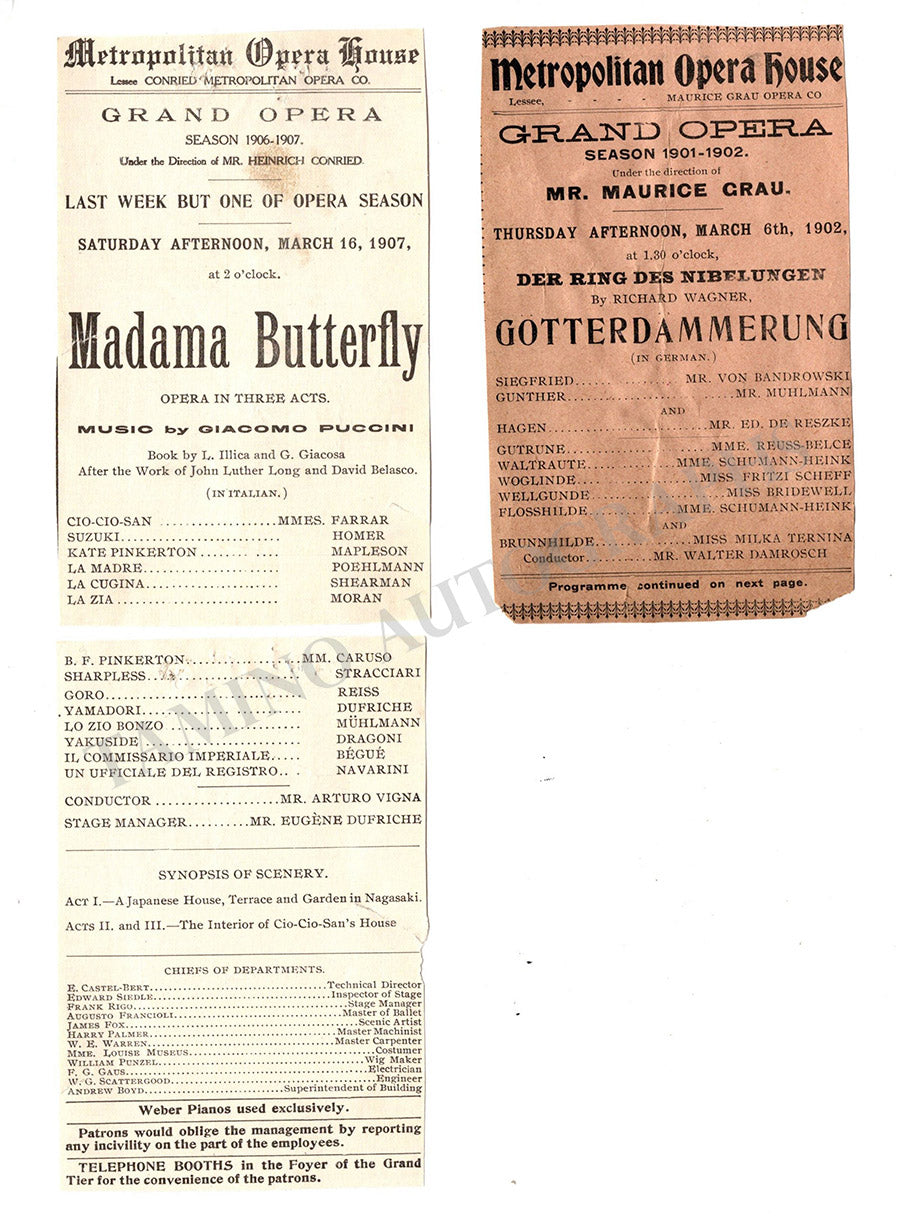 Metropolitan Opera House
Lessee CONRIED METROPOLITAN OPERA CO.
GRAND OPERA
SEASON 1906-1907.
Under the Direction of MR. HEINRICH CONRIED.
LAST WEEK BUT ONE OF OPERA SEASON
SATURDAY AFTERNOON, MARCH 16, 1907,
at 2 o'clock.
Madama Butterfly
OPERA IN THREE ACTS.
MUSIC by GIACOMO PUCCINI
Book by L. Illica and G. Giacosa
After the Work of John Luther Long and David Belasco.
(IN ITALIAN.)
CIO-CIO-SAN ..................MMES. FARRAR
SUZUKI......................... HOMER
KATE PINKERTON........ .... MAPLESON
LA MADRE..................... POEHLMANN
LA CUGINA..................... SHEARMAN
LA ZIA ......................... MORAN
B. F. PINKERTON..................MM. CARUSO
SHARPLESS....................... STRACCIARI
GORO.............................. REISS
YAMADORI........................ DUFRICHE
LO ZIO BONZO .................... MÜHLMANN
YAKUSIDE ........................ DRAGONI
IL COMMISSARIO IMPERIALE..... BÉGUÉ
UN UFFICIALE DEL REGISTRO.. . NAVARINI
CONDUCTOR ...................MR. ARTURO VIGNA
STAGE MANAGER..........MR. EUGÈNE DUFRICHE
SYNOPSIS OF SCENERY.
ACT I.—A Japanese House, Terrace and Garden in Nagasaki.
ACTS II. and III.—The Interior of Cio-Cio-San's House
CHIEFS OF DEPARTMENTS.
E. CASTEL-BERT......................................Technical Director
EDWARD SIEDLE......................................Inspector of Stage
FRANK RIGO..........................................Stage Manager
AUGUSTO FRANCIOLI..................................Master of Ballet
JAMES FOX............................................Scenic Artist
HARRY PALMER.......................................Master Machinist
W. E. WARREN.......................................Master Carpenter
MME. LOUISE MUSEUS......................................Costumer
WILLIAM PUNZEL.........................................Wig Maker
F. G. GAUS..............................................Electrician
W. G. SCATTERGOOD.......................................Engineer
ANDREW BOYD..............................Superintendent of Building
Weber Pianos used exclusively.
Patrons would oblige the management by reporting
any incivility on the part of the employees.
TELEPHONE BOOTHS in the Foyer of the Grand
Tier for the convenience of the patrons.
Metropolitan Opera House
Lessee, - - - - MAURICE GRAU OPERA CO
GRAND OPERA
SEASON 1901-1902.
Under the direction of
MR. MAURICE GRAU.
THURSDAY AFTERNOON, MARCH 6th, 1902,
at 1.30 o'clock,
DER RING DES NIBELUNGEN
By RICHARD WAGNER,
GOTTERDAMMERUNG
(IN GERMAN.)
SIEGFRIED...... ........... MR. VON BANDROWSKI
GUNTHER................. .....MR. MUHLMANN
AND
HAGEN..........................MR. ED. DE RESZKE
GUTRUNE......................MME. REUSS-BELCE
WALTRAUTE..............MME. SCHUMANN-HEINK
WOGLINDE....................MISS FRITZI SCHEFF
WELLGUNDE.....................MISS BRIDEWELL
FLOSSHILDE..............MME. SCHUMANN-HEINK
AND
BRUNNHILDE...................MISS MILKA TERNINA
Conductor...........MR. WALTER DAMROSCH
Programme continued on next page.
TAMINO AUTOGRAPHS